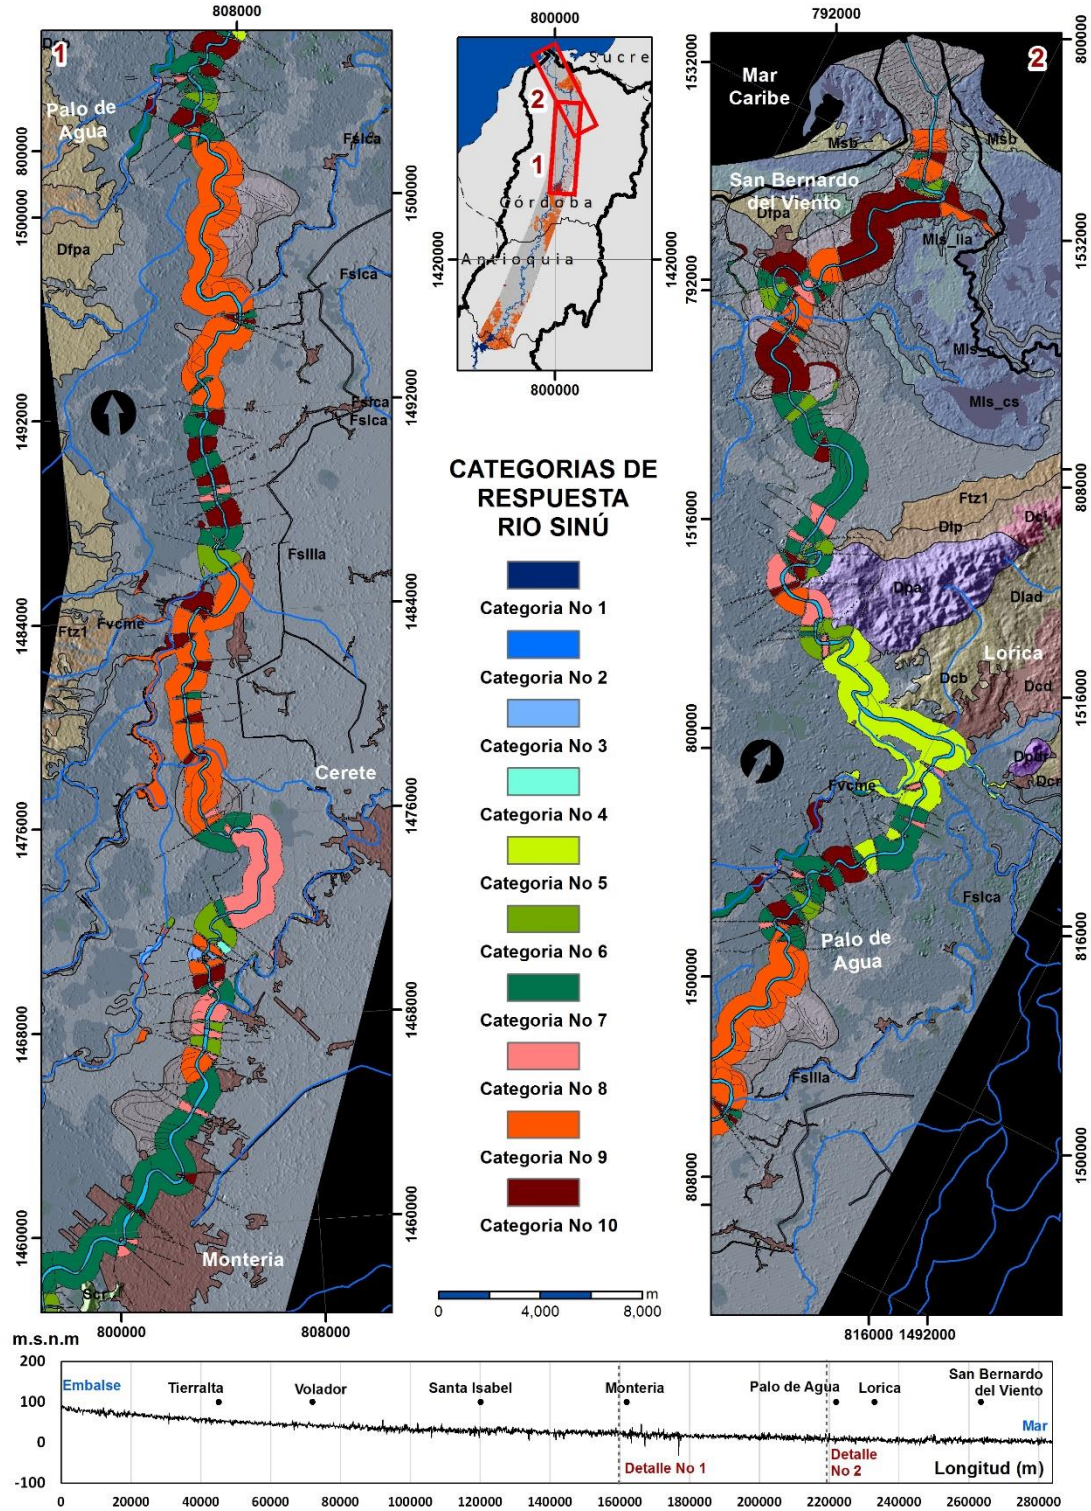 808000
800000
792000
800000
1
2
Sucre
Mar
Caribe
1532000
Palo de
Agua
Fslca
Msb
Msb
800000
2
1
San Bernardo
del Viento
Dfpa
1500000
1500000
Córdoba
Mls_lla
1532000
Dfpa
Fslca
1420000
Antioquia
1420000
792000
Mls_cs
800000
1492000
1492000
Fslca
CATEGORIAS DE
RESPUESTA
RIO SINÚ
Ftz1
Dlp
808000
1516000
FsIIIa
Categoria No 1
Dpa
Dlad
1484000
1484000
Ftz1
Fvcme
Categoria No 2
Lorica
Dcb
Dcd
1516000
Categoria No 3
800000
Cerete
Categoria No 4
Fvcme
1476000
1476000
Categoria No 5
Fslca
Categoria No 6
Palo de
Agua
816000
1500000
1468000
1468000
Categoria No 7
Categoria No 8
FsIIIa
Categoria No 9
1500000
808000
1460000
1460000
Categoria No 10
Monteria
Scr
0
4,000
8,000
m
800000
808000
816000
1492000
m.s.n.m
200
100
0
-100
Embalse
Tierralta
Volador
Santa Isabel
Monteria
Palo de Agua
Lorica
San Bernardo
del Viento
Mar
Detalle No 1
Detalle
No 2
Longitud (m)
0
20000
40000
60000
80000
100000
120000
140000
160000
180000
200000
220000
240000
260000
280000